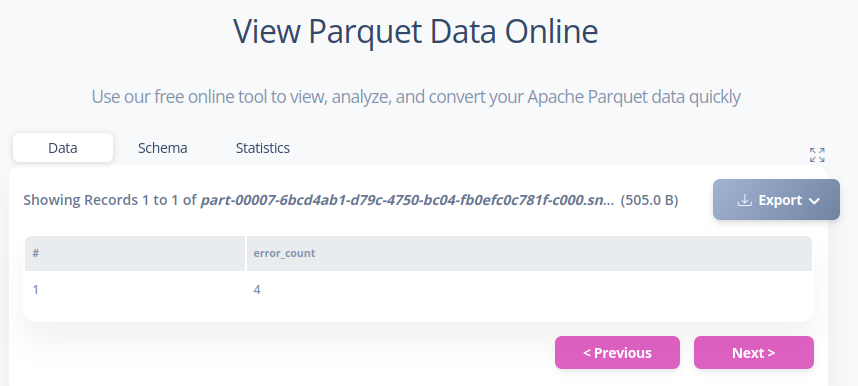 View Parquet Data Online
Use our free online tool to view, analyze, and convert your Apache Parquet data quickly
Data Schema Statistics
Showing Records 1 to 1 of part-00007-6bcd4ab1-d79c-4750-bc04-fb0efc0c781f-c000.sn... (505.0 B) Export
# error_count
1 4
< Previous Next >